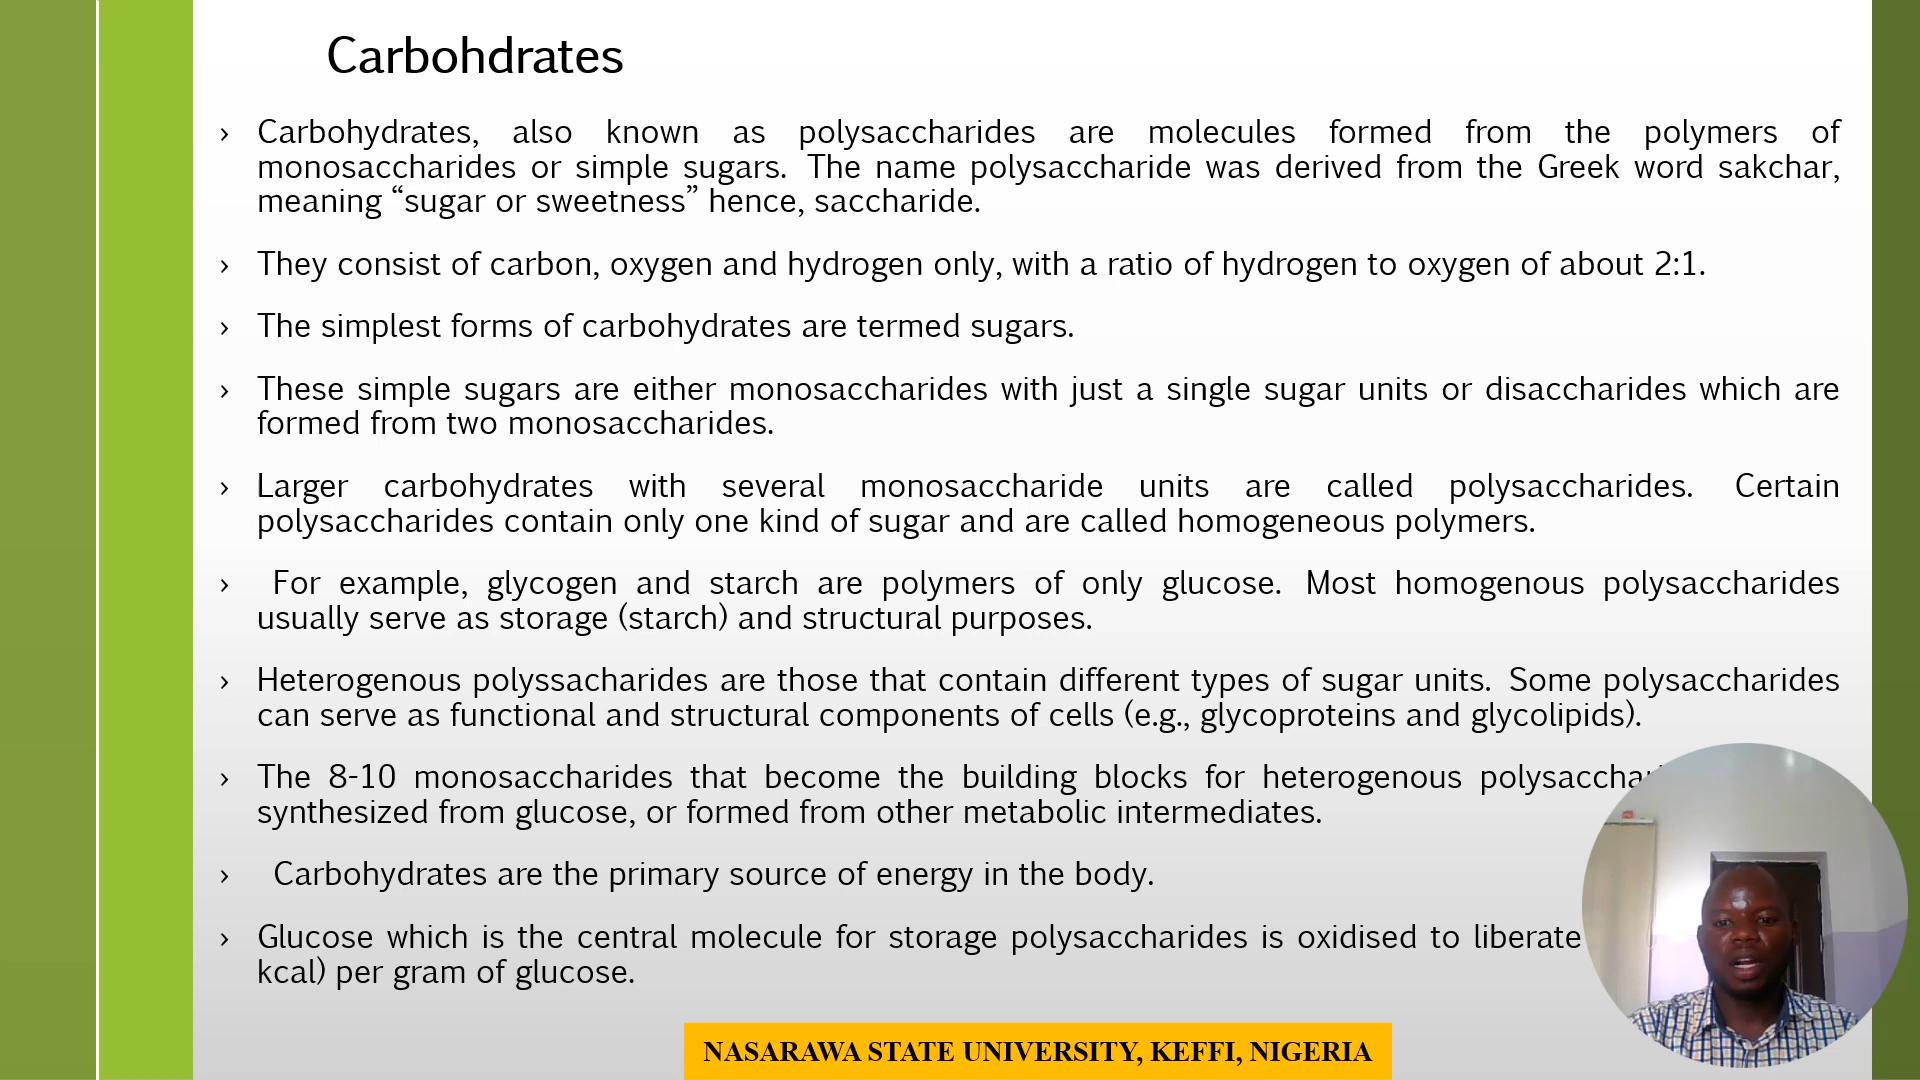 Carbohdrates
› Carbohydrates, also known as polysaccharides are molecules formed from the polymers of
monosaccharides or simple sugars. The name polysaccharide was derived from the Greek word sakchar,
meaning “sugar or sweetness” hence, saccharide.
› They consist of carbon, oxygen and hydrogen only, with a ratio of hydrogen to oxygen of about 2:1.
› The simplest forms of carbohydrates are termed sugars.
› These simple sugars are either monosaccharides with just a single sugar units or disaccharides which are
formed from two monosaccharides.
› Larger carbohydrates with several monosaccharide units are called polysaccharides. Certain
polysaccharides contain only one kind of sugar and are called homogeneous polymers.
› For example, glycogen and starch are polymers of only glucose. Most homogenous polysaccharides
usually serve as storage (starch) and structural purposes.
› Heterogenous polyssacharides are those that contain different types of sugar units. Some polysaccharides
can serve as functional and structural components of cells (e.g., glycoproteins and glycolipids).
› The 8-10 monosaccharides that become the building blocks for heterogenous
synthesized from glucose, or formed from other metabolic intermediates.
› Carbohydrates are the primary source of energy in the body.
› Glucose which is the central molecule for storage polysaccharides is oxidised to liberate
kcal) per gram of glucose.
NASARAWA STATE UNIVERSITY, KEFFI, NIGERIA